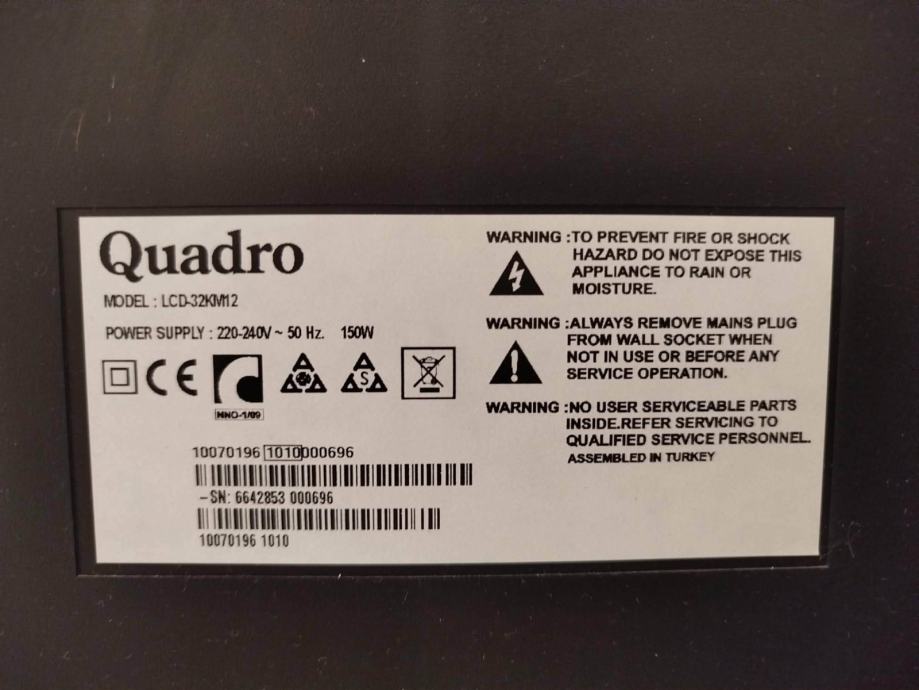 Quadro
MODEL : LCD-32KM12
POWER SUPPLY : 220-240V ~ 50 Hz. 150W
CE
S
NNO-1/09
10070196 1010000696
-SN: 6642853 000696
10070196 1010
WARNING :TO PREVENT FIRE OR SHOCK
HAZARD DO NOT EXPOSE THIS
APPLIANCE TO RAIN OR
MOISTURE.
WARNING :ALWAYS REMOVE MAINS PLUG
FROM WALL SOCKET WHEN
NOT IN USE OR BEFORE ANY
SERVICE OPERATION.
WARNING :NO USER SERVICEABLE PARTS
INSIDE.REFER SERVICING TO
QUALIFIED SERVICE PERSONNEL.
ASSEMBLED IN TURKEY